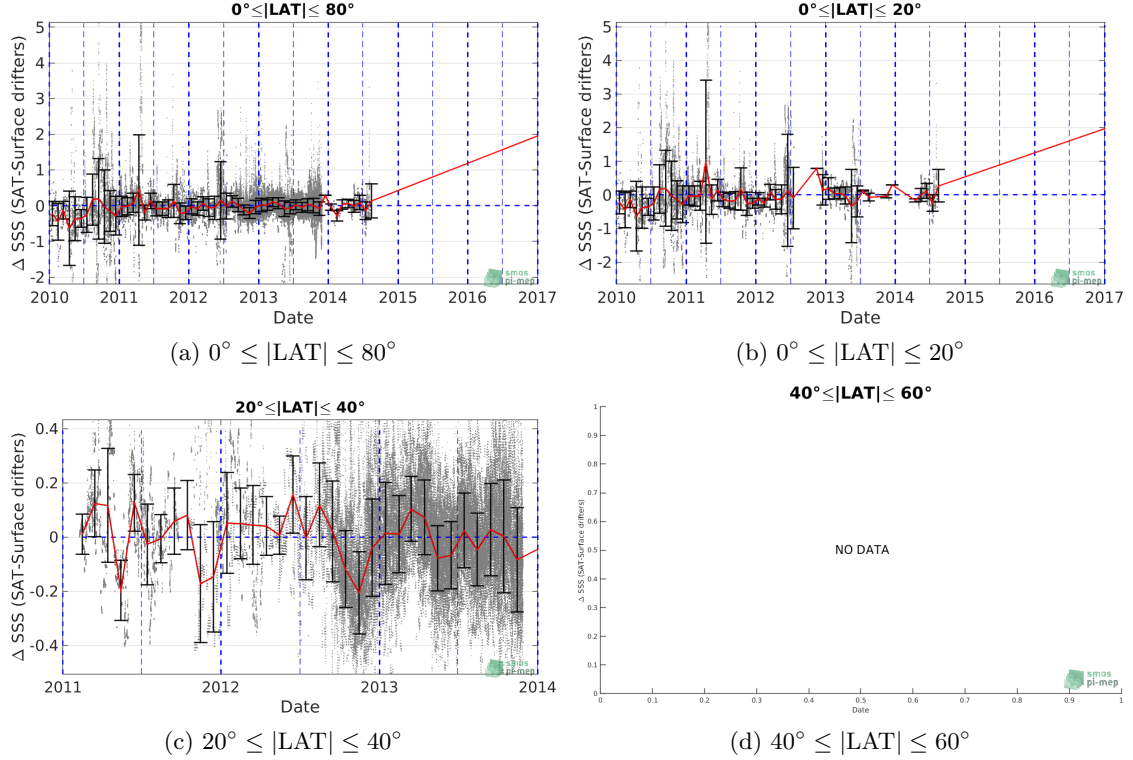 0°≤|LAT|≤ 80°
Δ SSS (SAT-Surface drifters)
5
4
3
2
1
0
-1
-2
2010 2011 2012 2013 2014 2015 2016 2017
Date
smos
pi-mep
(a) 0° ≤ |LAT| ≤ 80°
0°≤|LAT|≤ 20°
Δ SSS (SAT-Surface drifters)
5
4
3
2
1
0
-1
-2
2010 2011 2012 2013 2014 2015 2016 2017
Date
smos
pi-mep
(b) 0° ≤ |LAT| ≤ 20°
20°≤|LAT|≤ 40°
Δ SSS (SAT-Surface drifters)
0.4
0.2
0
-0.2
-0.4
2011 2012 2013 2014
Date
smos
pi-mep
(c) 20° ≤ |LAT| ≤ 40°
40°≤|LAT|≤ 60°
Δ SSS (SAT-Surface drifters)
1
0.9
0.8
0.7
0.6
0.5
0.4
0.3
0.2
0.1
0
NO DATA
0 0.1 0.2 0.3 0.4 0.5 0.6 0.7 0.8 0.9 1
Date
smos
pi-mep
(d) 40° ≤ |LAT| ≤ 60°